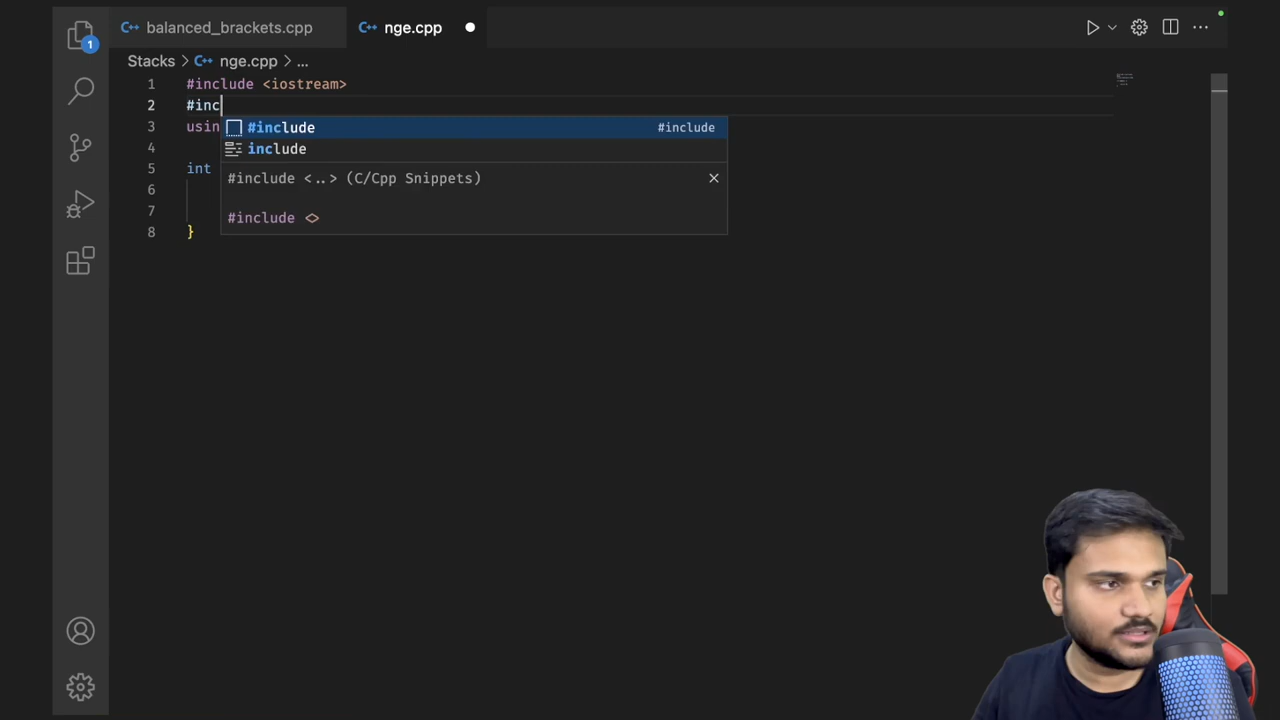 balanced_brackets.cpp
nge.cpp
1
Stacks > nge.cpp > ...
1 #include <iostream>
2 #inc
3 usin
4
5 int
6
7
8 }
#include #include
include
#include <..> (C/Cpp Snippets)
#include <>